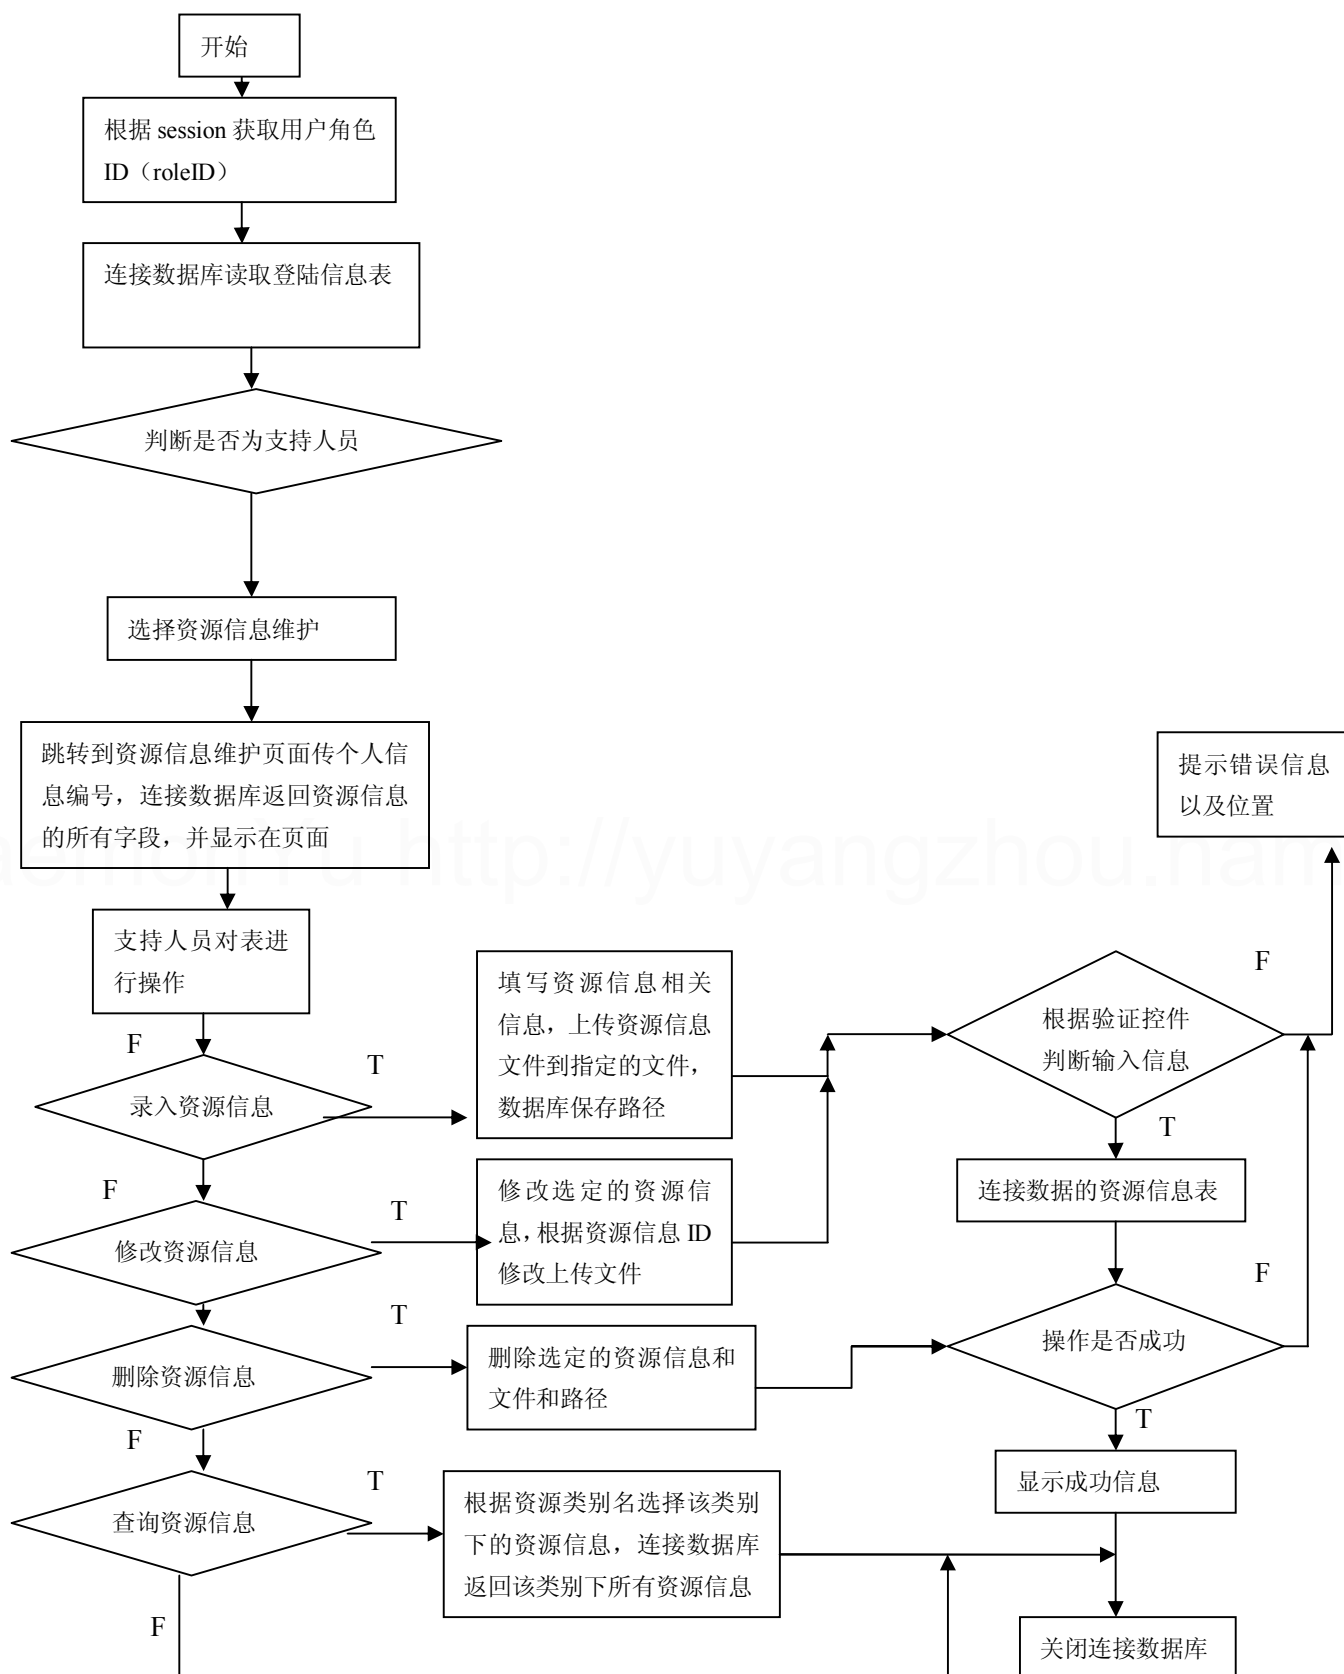 开始
根据 session 获取用户角色
ID（roleID）
连接数据库读取登陆信息表
判断是否为支持人员
选择资源信息维护
跳转到资源信息维护页面传个人信
息编号，连接数据库返回资源信息
的所有字段，并显示在页面
提示错误信息
以及位置
aemonYu http://yuyangzhou.nam
支持人员对表进
行操作
填写资源信息相关
信息，上传资源信息
文件到指定的文件，
数据库保存路径
根据验证控件
判断输入信息
F
F
T
录入资源信息
T
连接数据的资源信息表
F
T
修改资源信息
修改选定的资源信
息，根据资源信息 ID
修改上传文件
F
操作是否成功
T
删除资源信息
删除选定的资源信息和
文件和路径
T
显示成功信息
F
T
查询资源信息
根据资源类别名选择该类别
下的资源信息，连接数据库
返回该类别下所有资源信息
F
关闭连接数据库